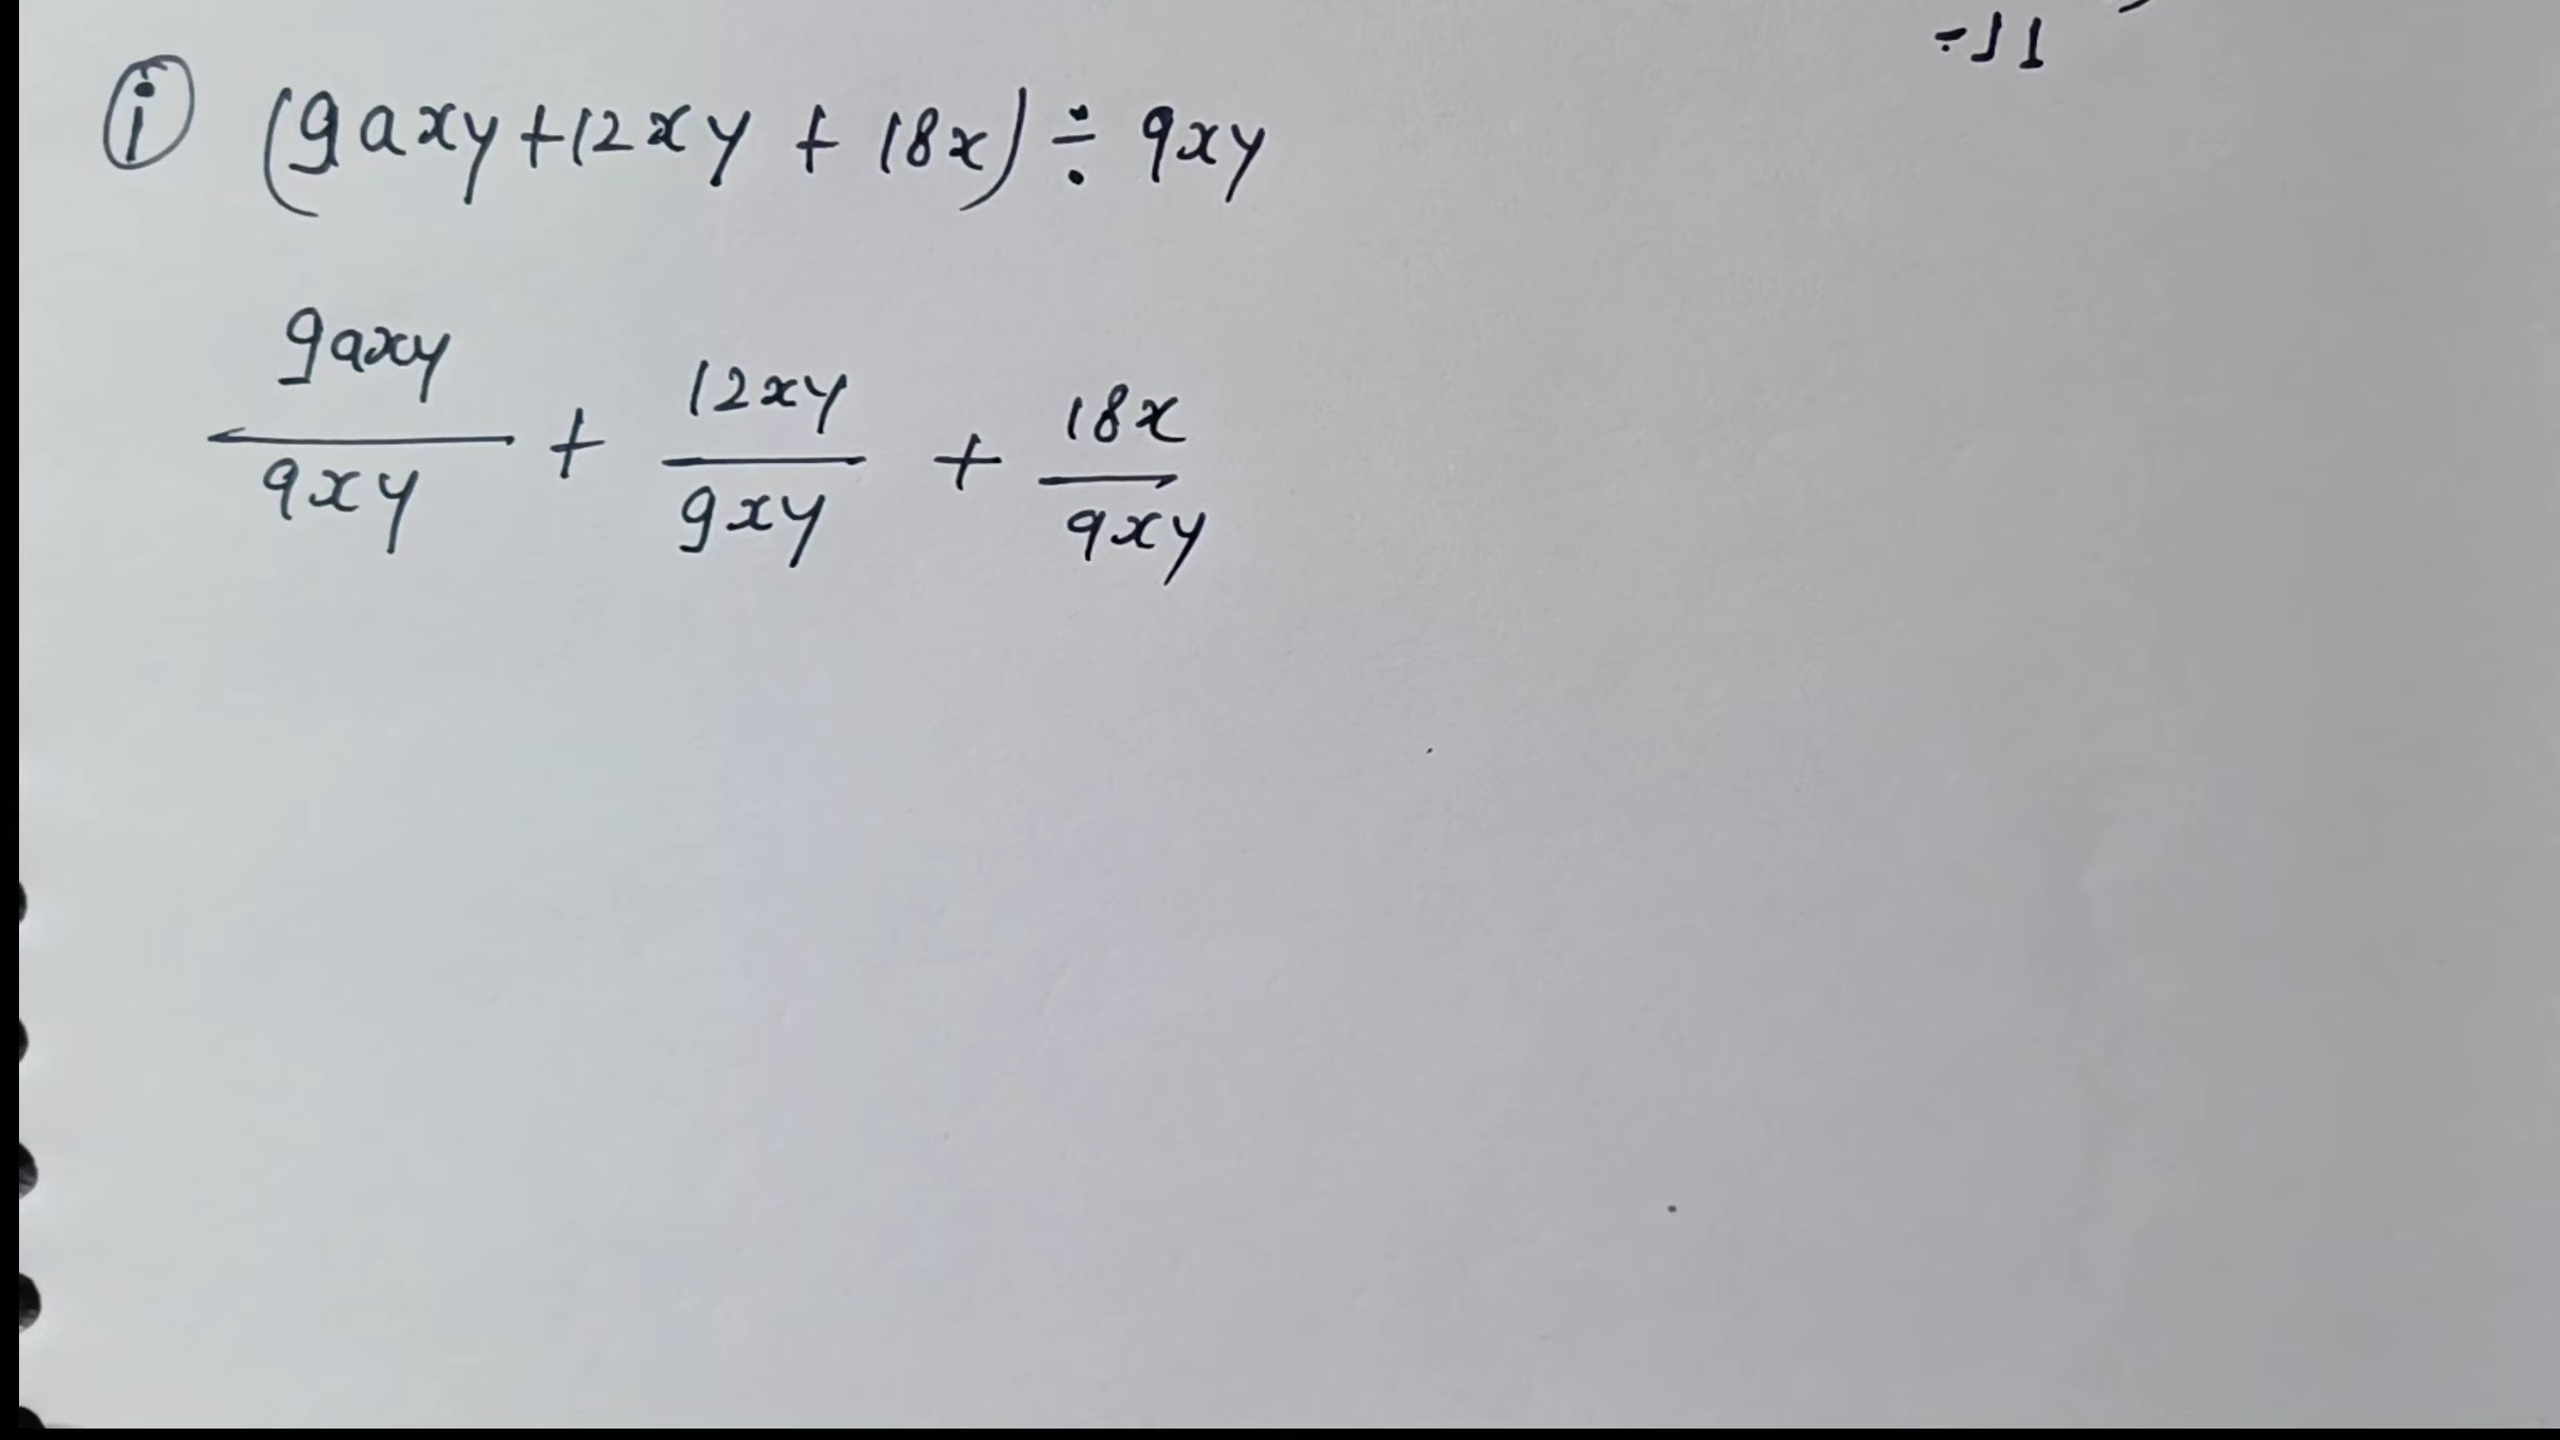 (i) (9axy+12xy + 18x) ÷ 9xy
9axy/9xy + 12xy/9xy + 18x/9xy